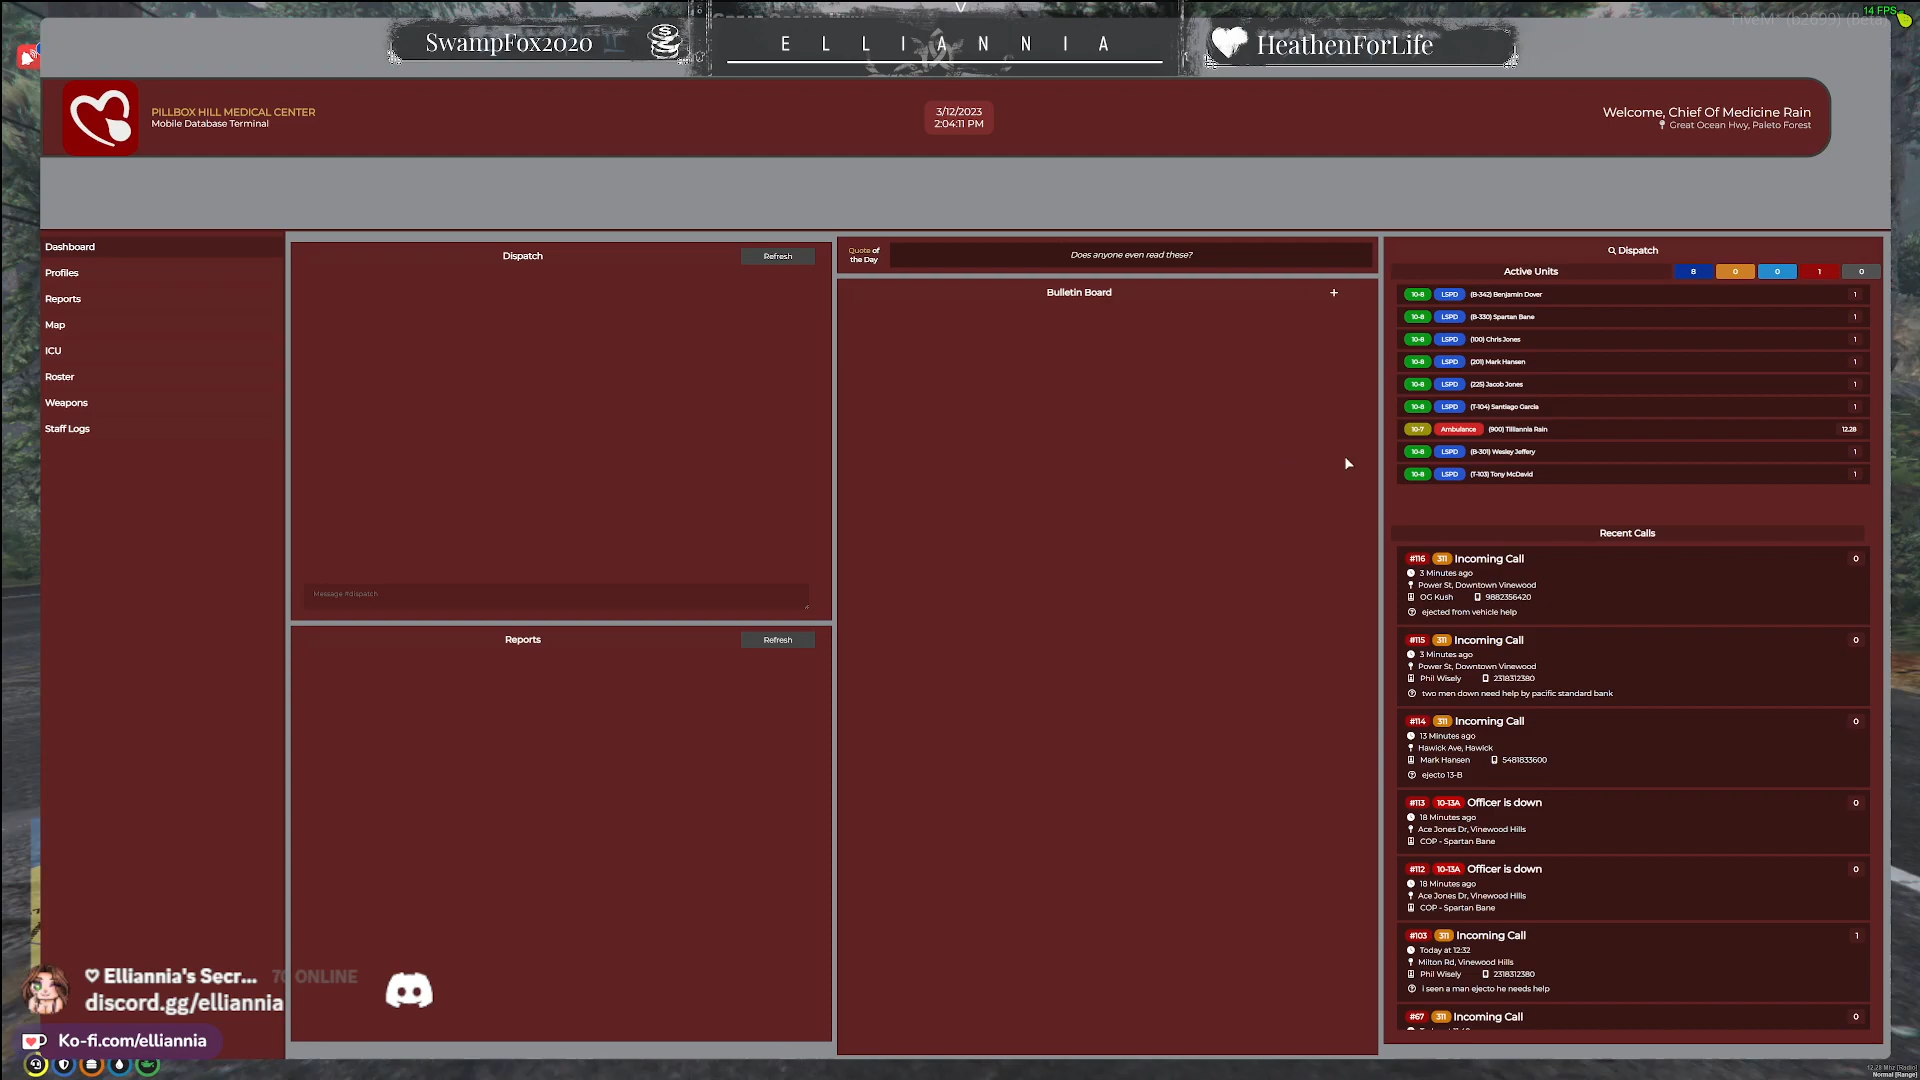 14 FPS
FiveM (b2699) (Beta)
SwampFox2020
ELLIANNIA
HeathenForLife
PILLBOX HILL MEDICAL CENTER
Mobile Database Terminal
3/12/2023
2:04:11 PM
Welcome, Chief Of Medicine Rain
Great Ocean Hwy, Paleto Forest
Dashboard
Profiles
Reports
Map
ICU
Roster
Weapons
Staff Logs
Dispatch
Refresh
Message #dispatch
Reports
Refresh
Quote of
the Day
Does anyone even read these?
Bulletin Board
+
Dispatch
Active Units
8 0 0 1 0
10-8 LSPD (B-342) Benjamin Dover 1
10-8 LSPD (B-330) Spartan Bane 1
10-8 LSPD (100) Chris Jones 1
10-8 LSPD (201) Mark Hansen 1
10-8 LSPD (225) Jacob Jones 1
10-8 LSPD (T-104) Santiago Garcia 1
10-7 Ambulance (900) Tilliannia Rain 12.28
10-8 LSPD (B-301) Wesley Jeffery 1
10-8 LSPD (T-103) Tony McDavid 1
Recent Calls
#116 311 Incoming Call 0
3 Minutes ago
Power St, Downtown Vinewood
OG Kush 9882356420
ejected from vehicle help
#115 311 Incoming Call 0
3 Minutes ago
Power St, Downtown Vinewood
Phil Wisely 2318312380
two men down need help by pacific standard bank
#114 311 Incoming Call 0
13 Minutes ago
Hawick Ave, Hawick
Mark Hansen 5481833600
ejecto 13-B
#113 10-13A Officer is down 0
18 Minutes ago
Ace Jones Dr, Vinewood Hills
COP - Spartan Bane
#112 10-13A Officer is down 0
18 Minutes ago
Ace Jones Dr, Vinewood Hills
COP - Spartan Bane
#103 311 Incoming Call 1
Today at 12:32
Milton Rd, Vinewood Hills
Phil Wisely 2318312380
i seen a man ejecto he needs help
#67 311 Incoming Call 0
Elliannia's Secr... 70 ONLINE
discord.gg/elliannia
Ko-fi.com/elliannia
12.28 Mhz [Radio]
Normal [Range]